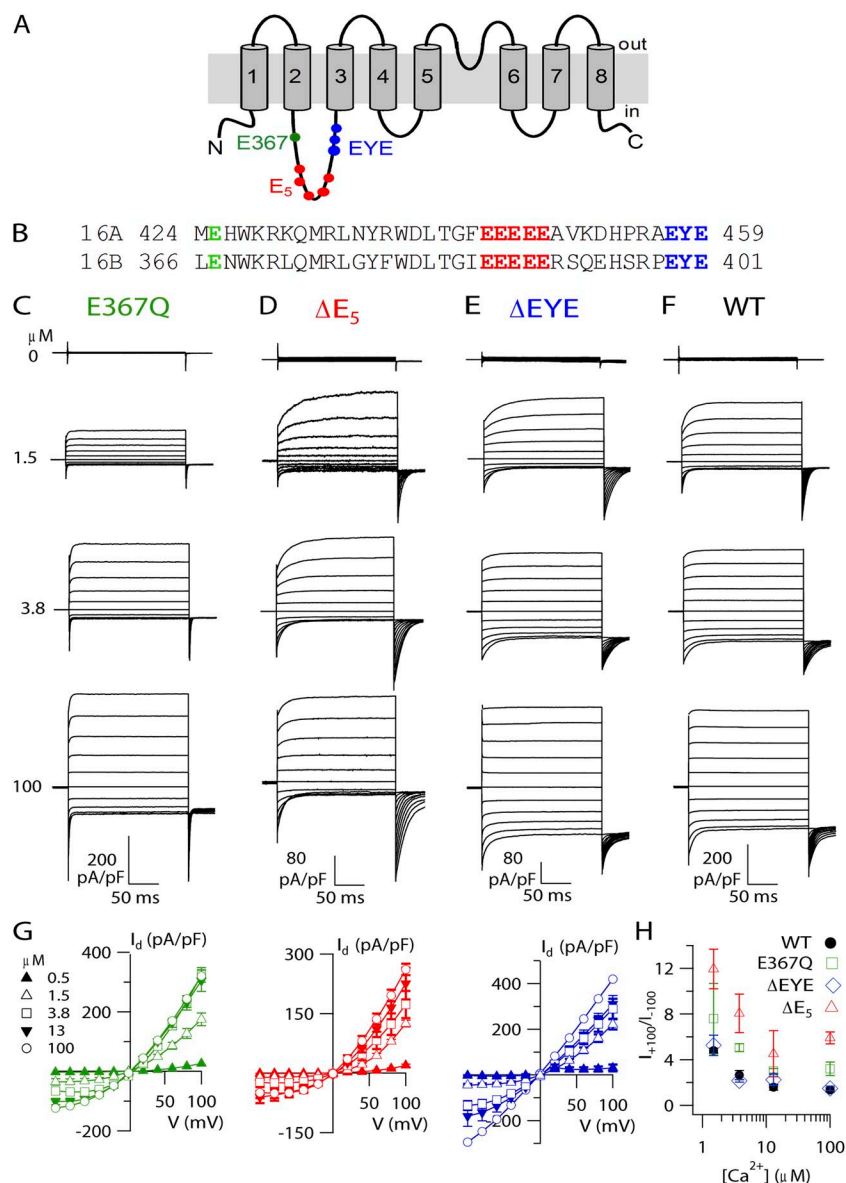 A
out
1 2 3 4 5 6 7 8
in
N
C
E367
EYE
E5
B
16A 424 MEHWKRKQMRLNYRWDLTGFEEEEEAVKDHPRAEYE 459
16B 366 LENWKRLQMRLGYFWDLTGIEEEEERSQEHSRPEYE 401
C E367Q D ΔE5 E ΔEYE F WT
μM
0
1.5
3.8
100
200 pA/pF
50 ms
80 pA/pF
50 ms
80 pA/pF
50 ms
200 pA/pF
50 ms
G
Id (pA/pF)
μM
0.5
1.5
3.8
13
100
400
200
-200
50 100
V (mV)
Id (pA/pF)
300
150
-150
50 100
V (mV)
Id (pA/pF)
400
200
200
50 100
V (mV)
H
WT
E367Q
ΔEYE
ΔE5
I+100/I-100
12
8
4
0
1 10 100
[Ca2+] (μM)